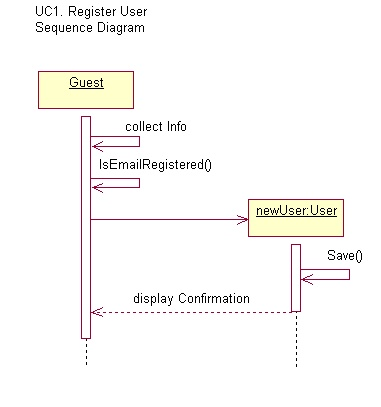 UC1. Register User
Sequence Diagram
Guest
collect Info
IsEmailRegistered()
newUser:User
Save()
display Confirmation